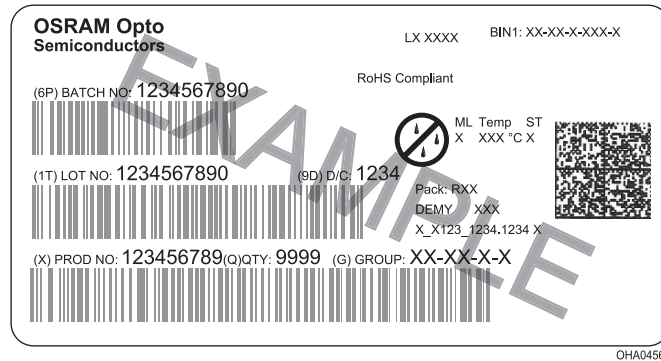 OSRAM Opto
Semiconductors
LX XXXX
BIN1: XX-XX-X-XXX-X
RoHS Compliant
(6P) BATCH NO: 1234567890
ML Temp ST
X XXX °C X
(1T) LOT NO: 1234567890
(9D) D/C: 1234
Pack: RXX
DEMY XXX
X_X123_1234.1234 X
(X) PROD NO: 123456789(Q)QTY: 9999 (G) GROUP: XX-XX-X-X
EXAMPLE